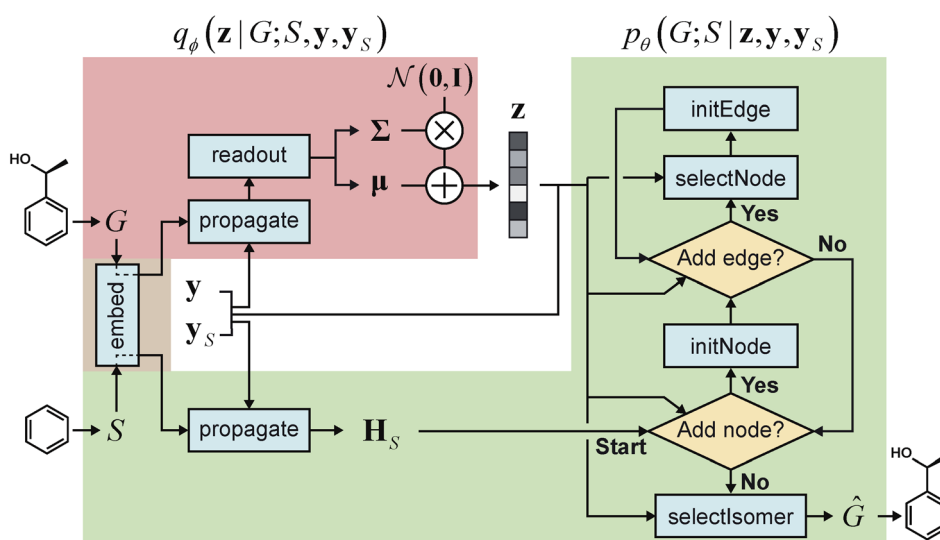 q_ϕ(z | G; S, y, y_S)
p_θ(G; S | z, y, y_S)
𝒩(0, I)
z
initEdge
readout
Σ
×
HO
μ
+
selectNode
G
propagate
Yes
No
Add edge?
embed
y
y_S
initNode
Yes
S
propagate
H_S
Start
Add node?
No
HO
selectIsomer
Ĝ